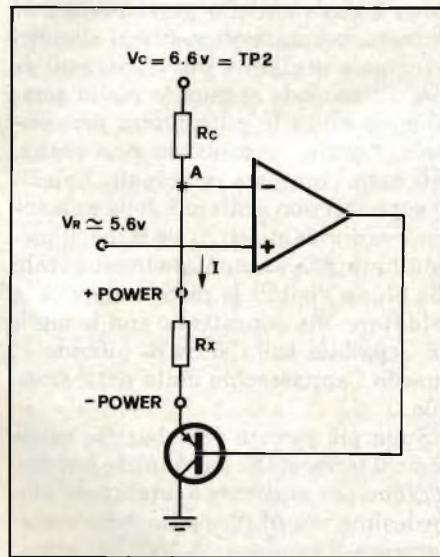 Vc = 6.6v = TP2
Rc
A
−
VR ≃ 5.6v
+
I
+ POWER
Rx
− POWER